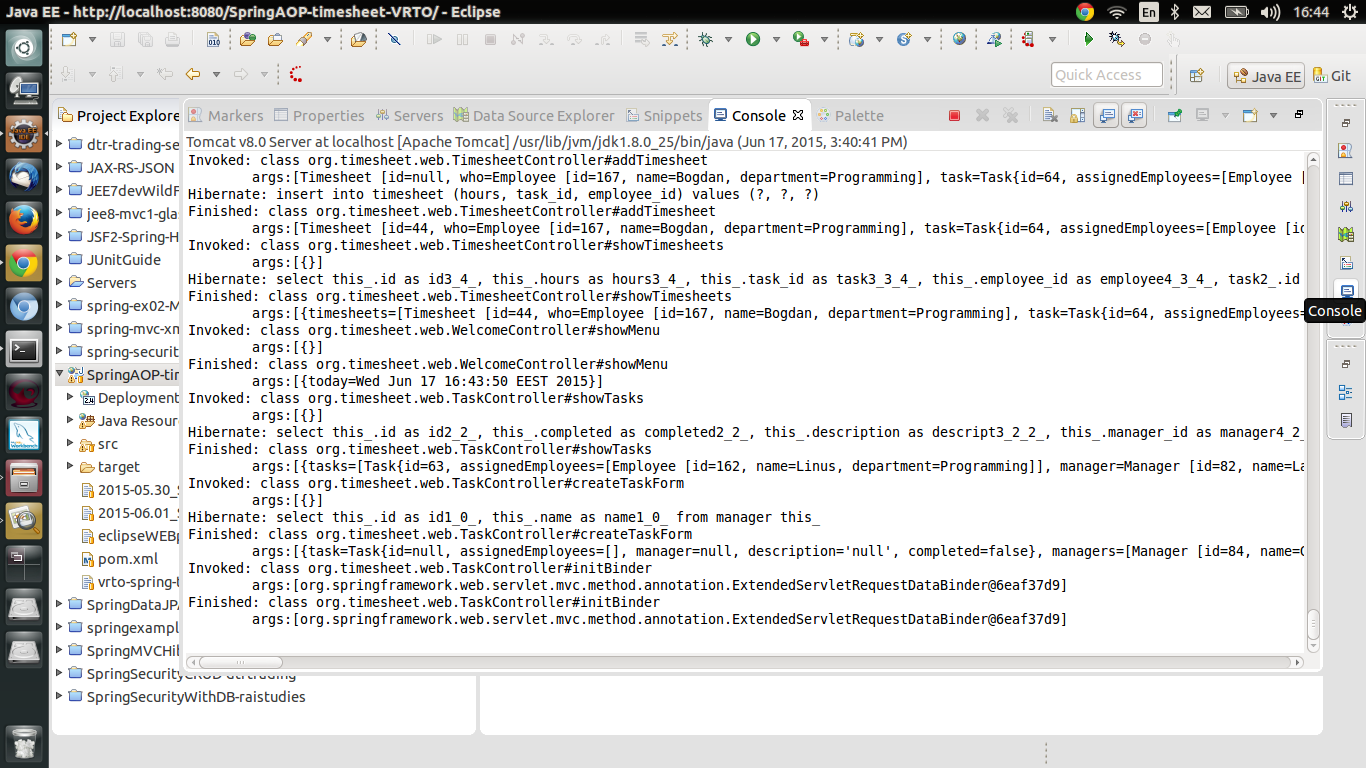 Java EE - http://localhost:8080/SpringAOP-timesheet-VRTO/ - Eclipse
En
16:44
Quick Access
Java EE
Git
Project Explore
Markers
Properties
Servers
Data Source Explorer
Snippets
Console
Palette
Tomcat v8.0 Server at localhost [Apache Tomcat] /usr/lib/jvm/jdk1.8.0_25/bin/java (Jun 17, 2015, 3:40:41 PM)
dtr-trading-se
JAX-RS-JSON
JEE7devWildF
jee8-mvc1-gla
JSF2-Spring-H
JUnitGuide
Servers
spring-ex02-M
spring-mvc-xm
spring-securit
SpringAOP-tim
Deployment
Java Resour
src
target
2015-05.30_S
2015-06.01_S
eclipseWEBp
pom.xml
vrto-spring-t
SpringDataJPA
springexampl
SpringMVCHib
SpringSecurityCRUD-dtrtrading
SpringSecurityWithDB-raistudies
Invoked: class org.timesheet.web.TimesheetController#addTimesheet
args:[Timesheet [id=null, who=Employee [id=167, name=Bogdan, department=Programming], task=Task{id=64, assignedEmployees=[Employee [
Hibernate: insert into timesheet (hours, task_id, employee_id) values (?, ?, ?)
Finished: class org.timesheet.web.TimesheetController#addTimesheet
args:[Timesheet [id=44, who=Employee [id=167, name=Bogdan, department=Programming], task=Task{id=64, assignedEmployees=[Employee [id
Invoked: class org.timesheet.web.TimesheetController#showTimesheets
args:[{}]
Hibernate: select this_.id as id3_4_, this_.hours as hours3_4_, this_.task_id as task3_3_4_, this_.employee_id as employee4_3_4_, task2_.id
Finished: class org.timesheet.web.TimesheetController#showTimesheets
args:[{timesheets=[Timesheet [id=44, who=Employee [id=167, name=Bogdan, department=Programming], task=Task{id=64, assignedEmployees=
Invoked: class org.timesheet.web.WelcomeController#showMenu
args:[{}]
Finished: class org.timesheet.web.WelcomeController#showMenu
args:[{today=Wed Jun 17 16:43:50 EEST 2015}]
Invoked: class org.timesheet.web.TaskController#showTasks
args:[{}]
Hibernate: select this_.id as id2_2_, this_.completed as completed2_2_, this_.description as descript3_2_2_, this_.manager_id as manager4_2_
Finished: class org.timesheet.web.TaskController#showTasks
args:[{tasks=[Task{id=63, assignedEmployees=[Employee [id=162, name=Linus, department=Programming]], manager=Manager [id=82, name=La
Invoked: class org.timesheet.web.TaskController#createTaskForm
args:[{}]
Hibernate: select this_.id as id1_0_, this_.name as name1_0_ from manager this_
Finished: class org.timesheet.web.TaskController#createTaskForm
args:[{task=Task{id=null, assignedEmployees=[], manager=null, description='null', completed=false}, managers=[Manager [id=84, name=
Invoked: class org.timesheet.web.TaskController#initBinder
args:[org.springframework.web.servlet.mvc.method.annotation.ExtendedServletRequestDataBinder@6eaf37d9]
Finished: class org.timesheet.web.TaskController#initBinder
args:[org.springframework.web.servlet.mvc.method.annotation.ExtendedServletRequestDataBinder@6eaf37d9]
Console